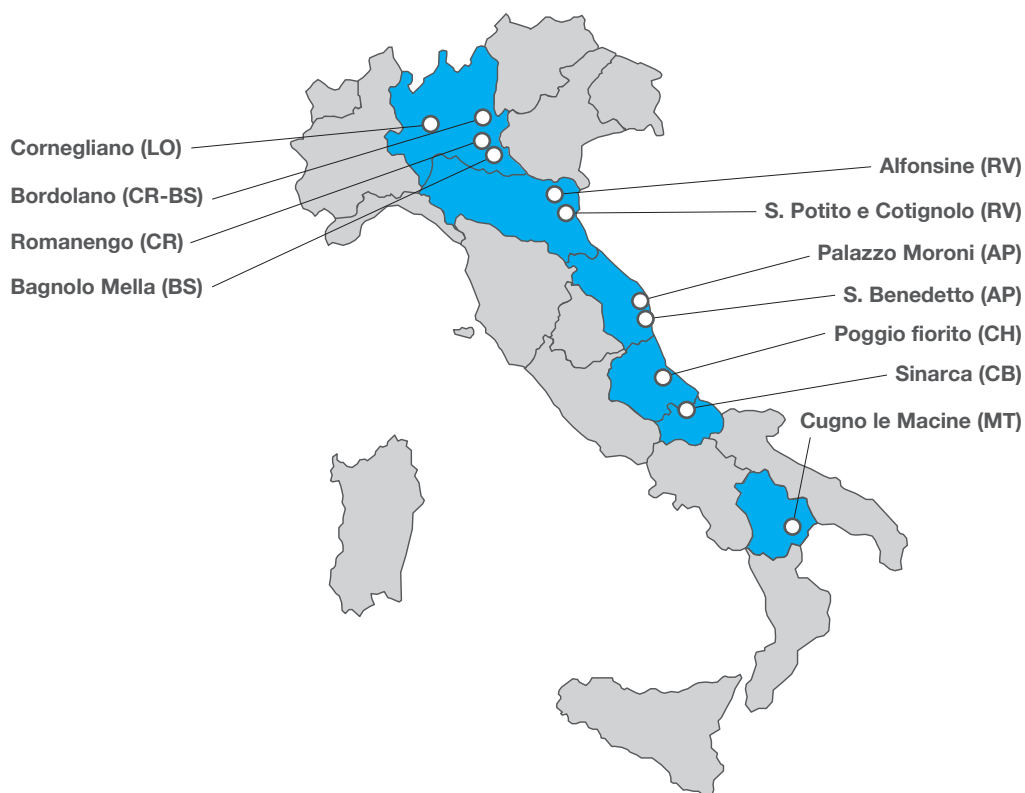 Cornegliano (LO)
Bordolano (CR-BS)
Romanengo (CR)
Bagnolo Mella (BS)
Alfonsine (RV)
S. Potito e Cotignolo (RV)
Palazzo Moroni (AP)
S. Benedetto (AP)
Poggio fiorito (CH)
Sinarca (CB)
Cugno le Macine (MT)